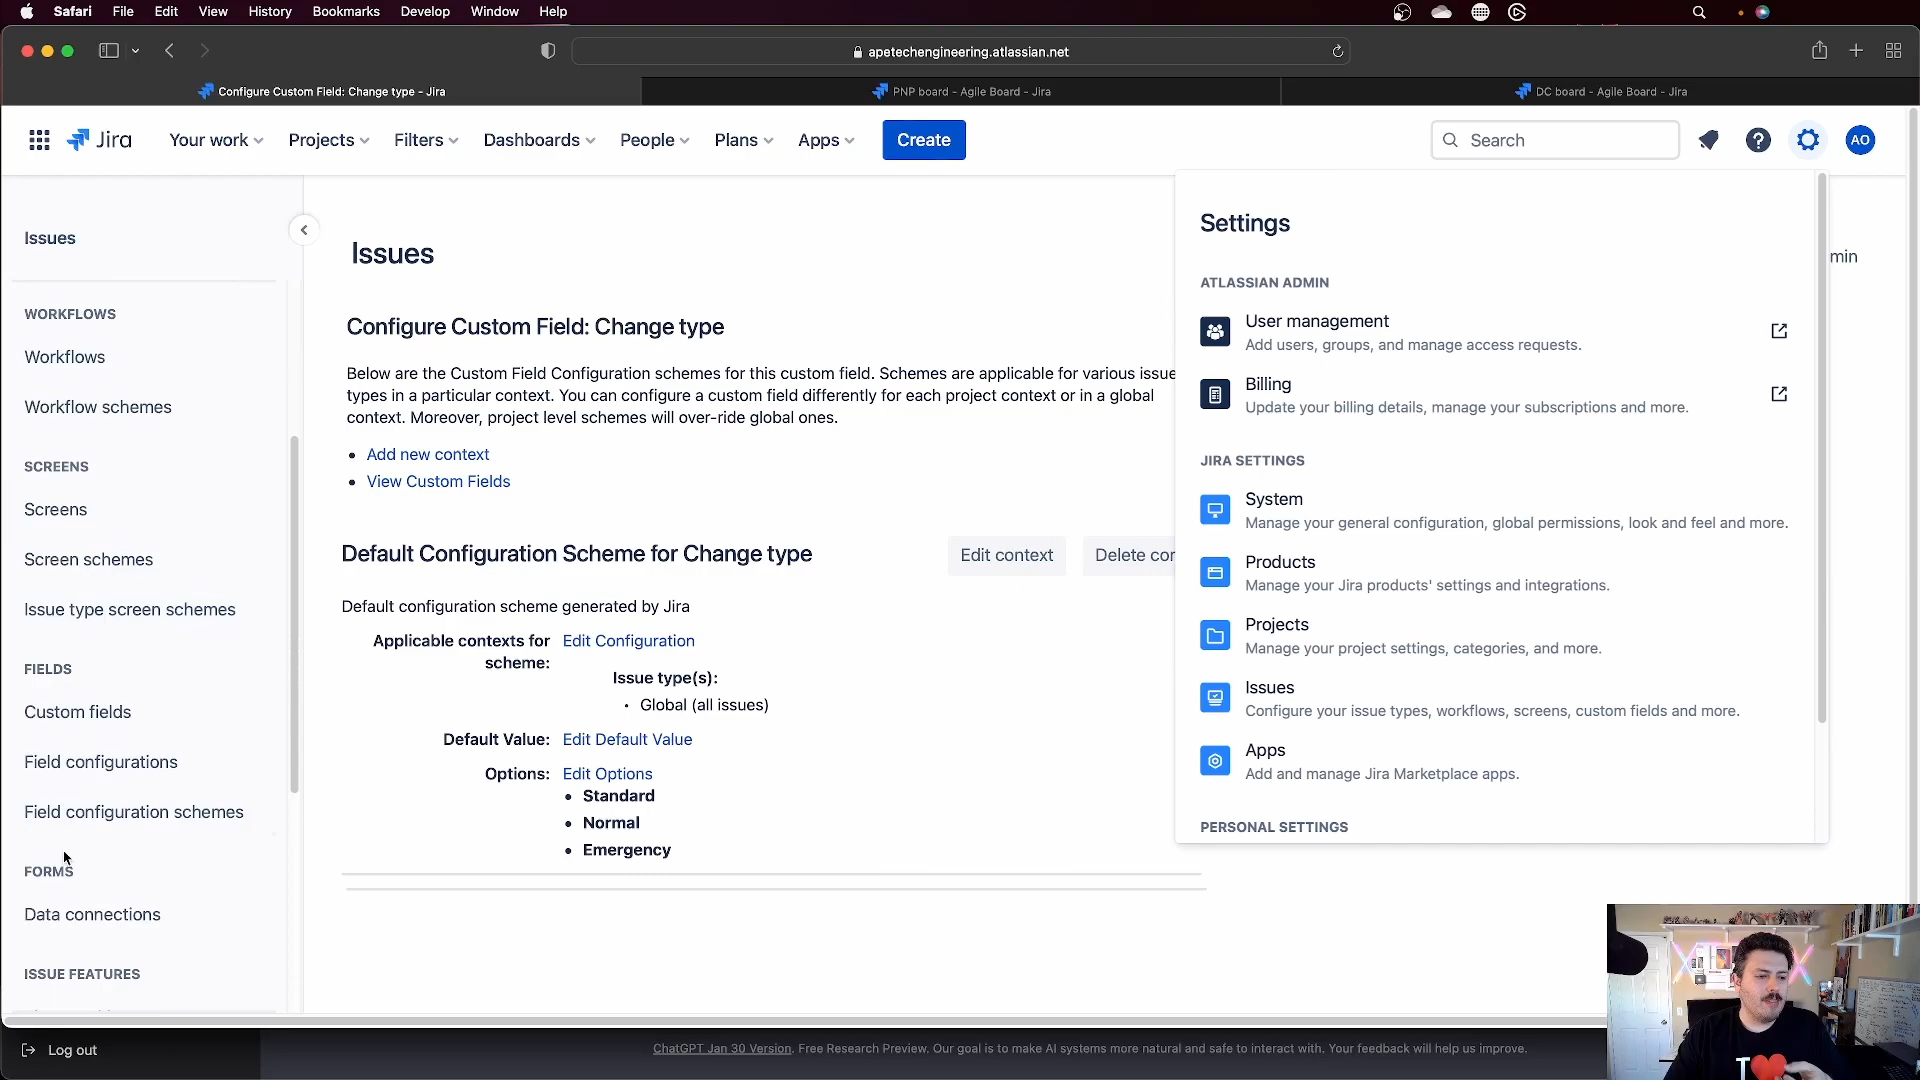 Safari File Edit View History Bookmarks Develop Window Help
apetechengineering.atlassian.net
Configure Custom Field: Change type - Jira
PNP board - Agile Board - Jira
DC board - Agile Board - Jira
Jira
Your work
Projects
Filters
Dashboards
People
Plans
Apps
Create
Search
AO
Issues
WORKFLOWS
Workflows
Workflow schemes
SCREENS
Screens
Screen schemes
Issue type screen schemes
FIELDS
Custom fields
Field configurations
Field configuration schemes
FORMS
Data connections
ISSUE FEATURES
Issues
Configure Custom Field: Change type
Below are the Custom Field Configuration schemes for this custom field. Schemes are applicable for various issue
types in a particular context. You can configure a custom field differently for each project context or in a global
context. Moreover, project level schemes will over-ride global ones.
Add new context
View Custom Fields
Default Configuration Scheme for Change type
Edit context
Delete con
Default configuration scheme generated by Jira
Applicable contexts for
scheme:
Edit Configuration
Issue type(s):
Global (all issues)
Default Value: Edit Default Value
Options: Edit Options
Standard
Normal
Emergency
min
Settings
ATLASSIAN ADMIN
User management
Add users, groups, and manage access requests.
Billing
Update your billing details, manage your subscriptions and more.
JIRA SETTINGS
System
Manage your general configuration, global permissions, look and feel and more.
Products
Manage your Jira products' settings and integrations.
Projects
Manage your project settings, categories, and more.
Issues
Configure your issue types, workflows, screens, custom fields and more.
Apps
Add and manage Jira Marketplace apps.
PERSONAL SETTINGS
Log out
ChatGPT Jan 30 Version. Free Research Preview. Our goal is to make AI systems more natural and safe to interact with. Your feedback will help us improve.
I